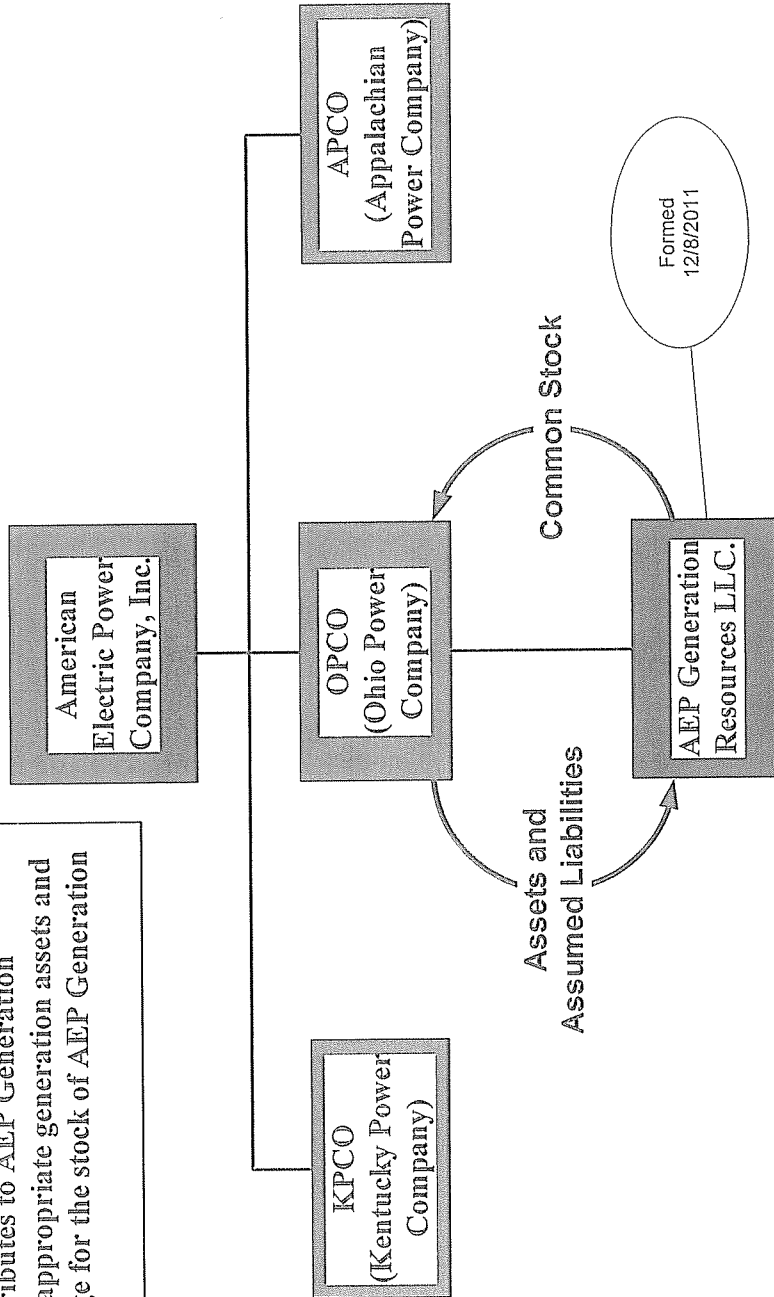 ributes to AEP Generation
appropriate generation assets and
ge for the stock of AEP Generation
American
Electric Power
Company, Inc.
KPCO
(Kentucky Power
Company)
OPCO
(Ohio Power
Company)
APCO
(Appalachian
Power Company)
Assets and
Assumed Liabilities
Common Stock
AEP Generation
Resources LLC.
Formed
12/8/2011